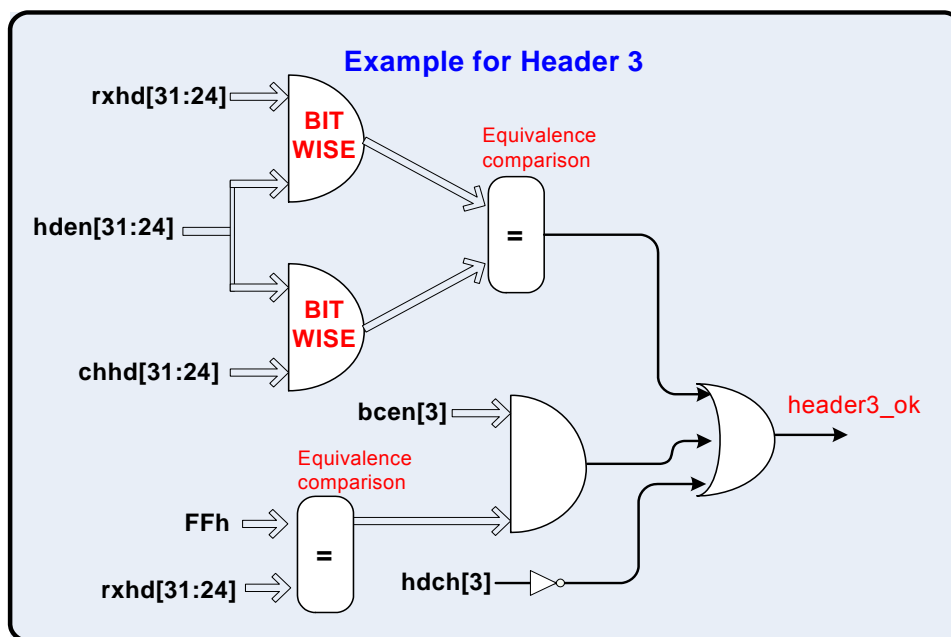 Example for Header 3
rxhd[31:24]
BIT
WISE
Equivalence
comparison
hden[31:24]
=
BIT
WISE
chhd[31:24]
bcen[3]
header3_ok
Equivalence
comparison
FFh
=
rxhd[31:24]
hdch[3]